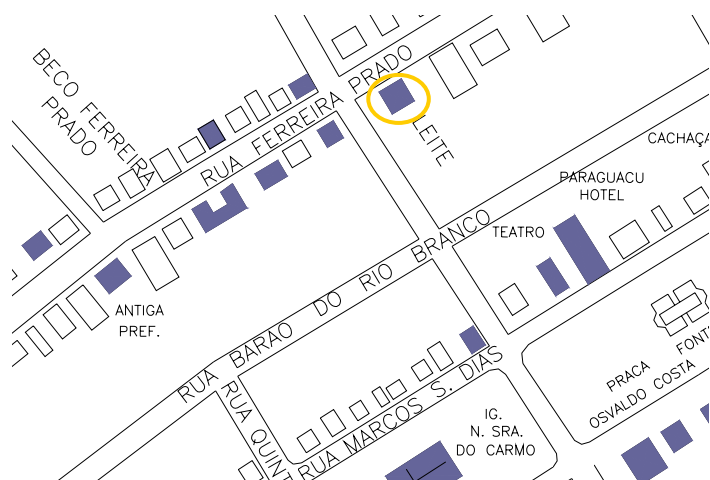 BECO FERREIRA
PRADO
RUA FERREIRA PRADO
LEITE
CACHAÇA
PARAGUACU
HOTEL
TEATRO
RUA BARAO DO RIO BRANCO
ANTIGA
PREF.
RUA QUINT
RUA MARCOS S. DIAS
IG.
N. SRA.
DO CARMO
PRACA
OSVALDO COSTA
FONT